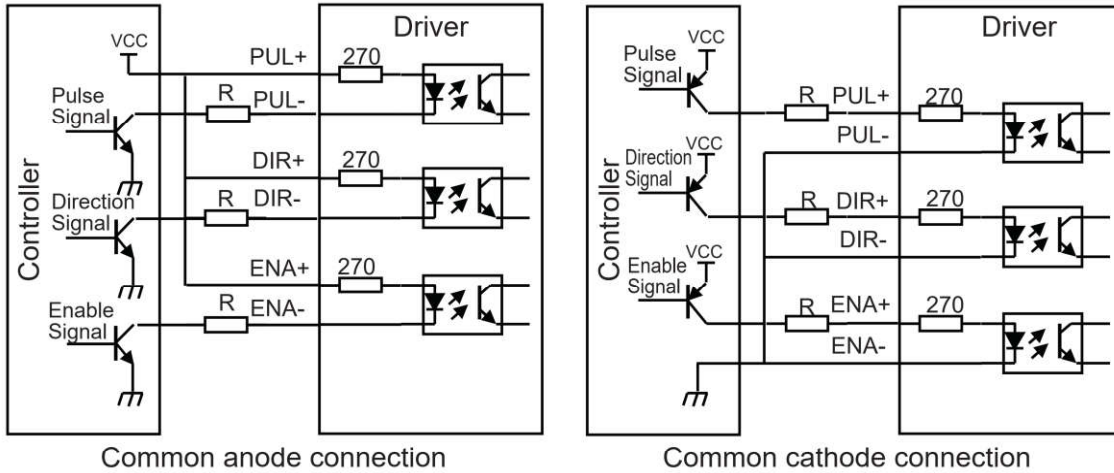 Controller
VCC
Pulse
Signal
Direction
Signal
Enable
Signal
R
R
R
PUL+
PUL-
DIR+
DIR-
ENA+
ENA-
Driver
270
270
270
Common anode connection
Controller
VCC
Pulse
Signal
VCC
Direction
Signal
VCC
Enable
Signal
R
R
R
PUL+
PUL-
DIR+
DIR-
ENA+
ENA-
Driver
270
270
270
Common cathode connection